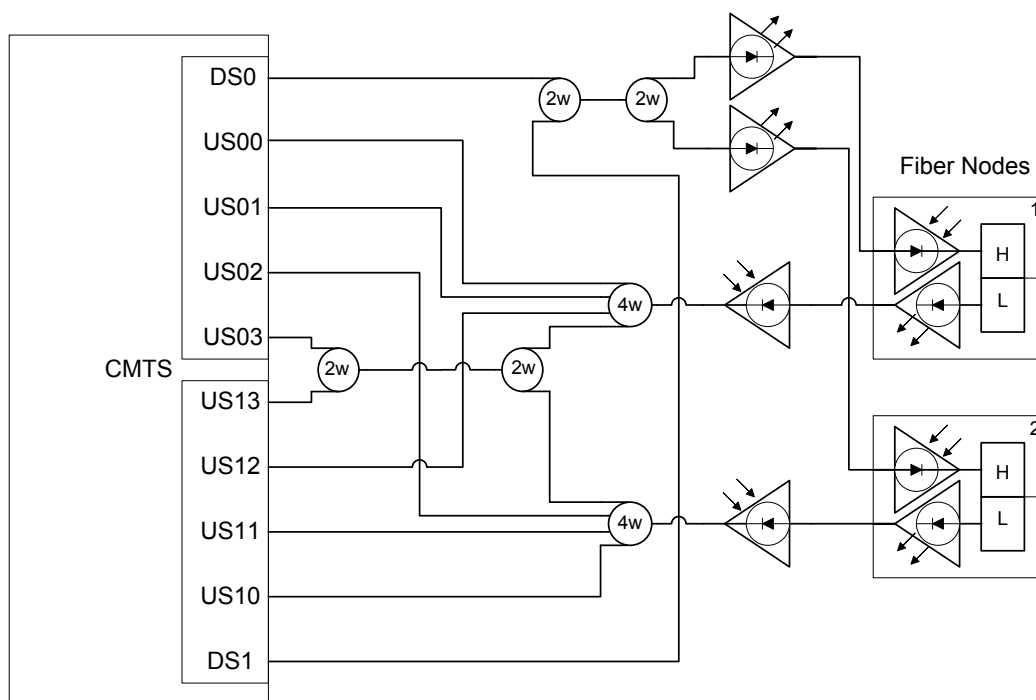 DS0
2w
2w
US00
US01
US02
US03
CMTS
2w
2w
4w
US13
US12
US11
US10
DS1
4w
Fiber Nodes
1
H
L
2
H
L